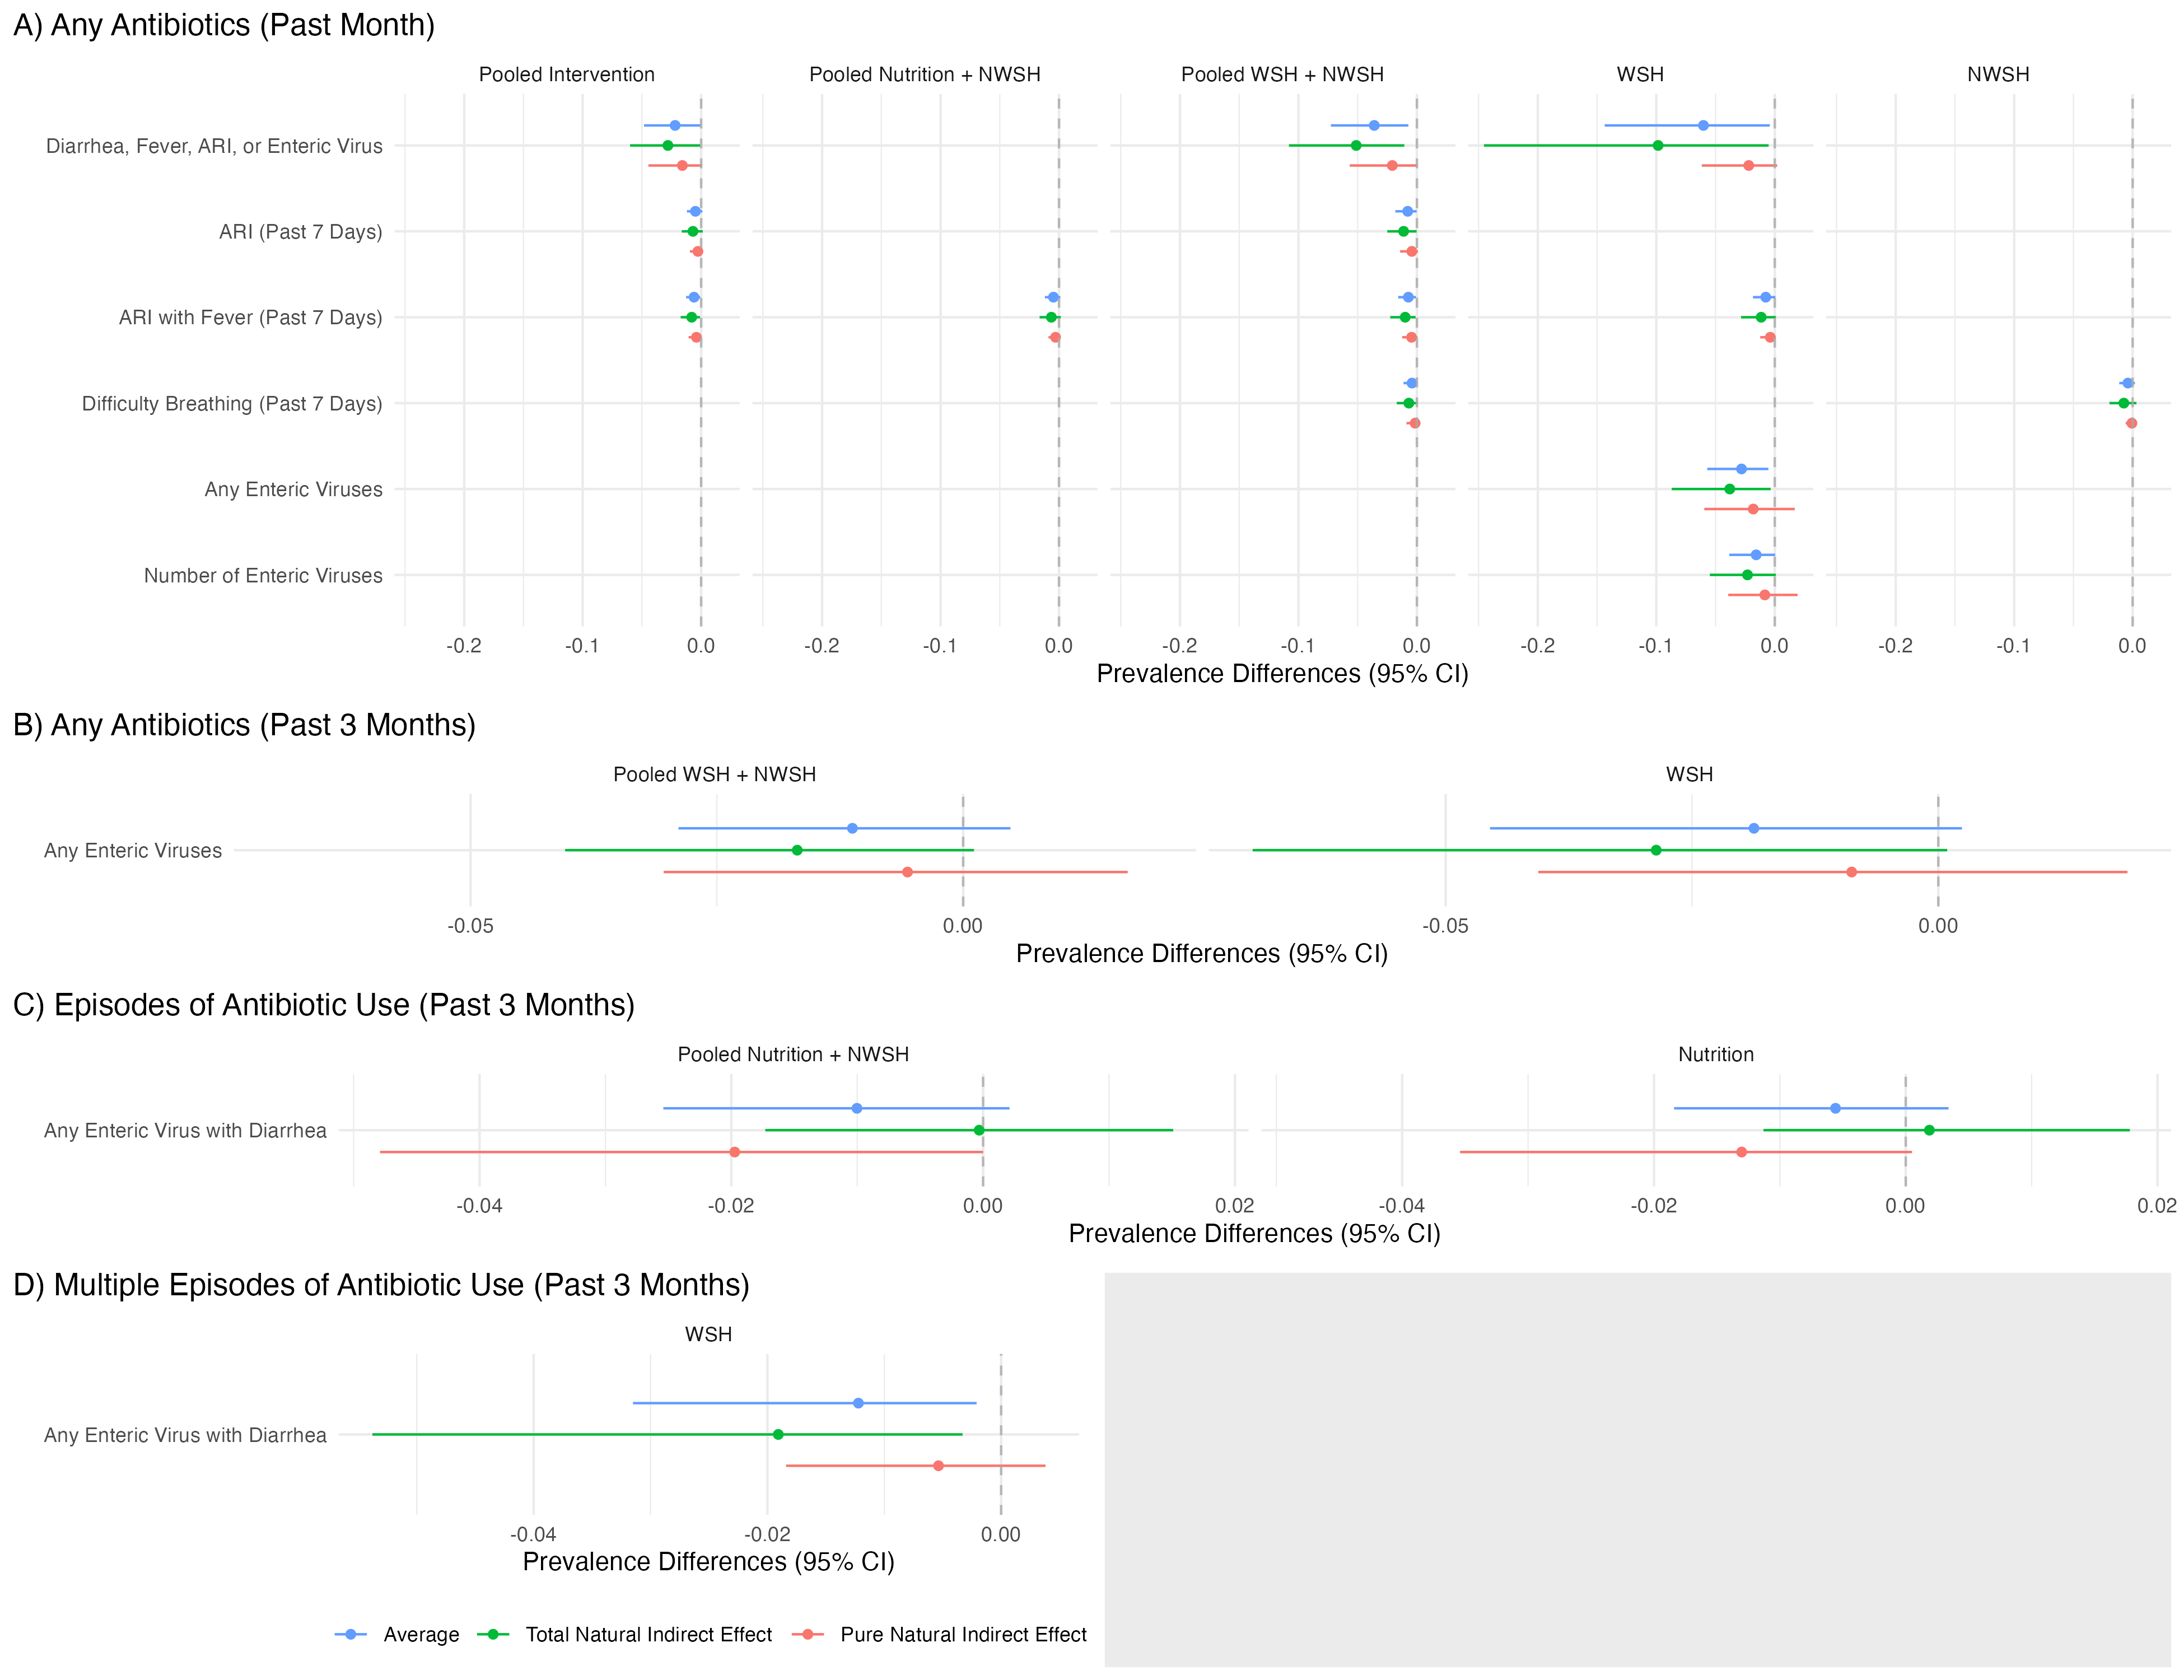 A) Any Antibiotics (Past Month)
Pooled Intervention
Pooled Nutrition + NWSH
Pooled WSH + NWSH
WSH
NWSH
Diarrhea, Fever, ARI, or Enteric Virus
ARI (Past 7 Days)
ARI with Fever (Past 7 Days)
Difficulty Breathing (Past 7 Days)
Any Enteric Viruses
Number of Enteric Viruses
-0.2 -0.1 0.0 -0.2 -0.1 0.0 -0.2 -0.1 0.0 -0.2 -0.1 0.0 -0.2 -0.1 0.0
Prevalence Differences (95% CI)
B) Any Antibiotics (Past 3 Months)
Pooled WSH + NWSH
WSH
Any Enteric Viruses
-0.05 0.00 -0.05 0.00
Prevalence Differences (95% CI)
C) Episodes of Antibiotic Use (Past 3 Months)
Pooled Nutrition + NWSH
Nutrition
Any Enteric Virus with Diarrhea
-0.04 -0.02 0.00 0.02 -0.04 -0.02 0.00 0.02
Prevalence Differences (95% CI)
D) Multiple Episodes of Antibiotic Use (Past 3 Months)
WSH
Any Enteric Virus with Diarrhea
-0.04 -0.02 0.00
Prevalence Differences (95% CI)
Average Total Natural Indirect Effect Pure Natural Indirect Effect